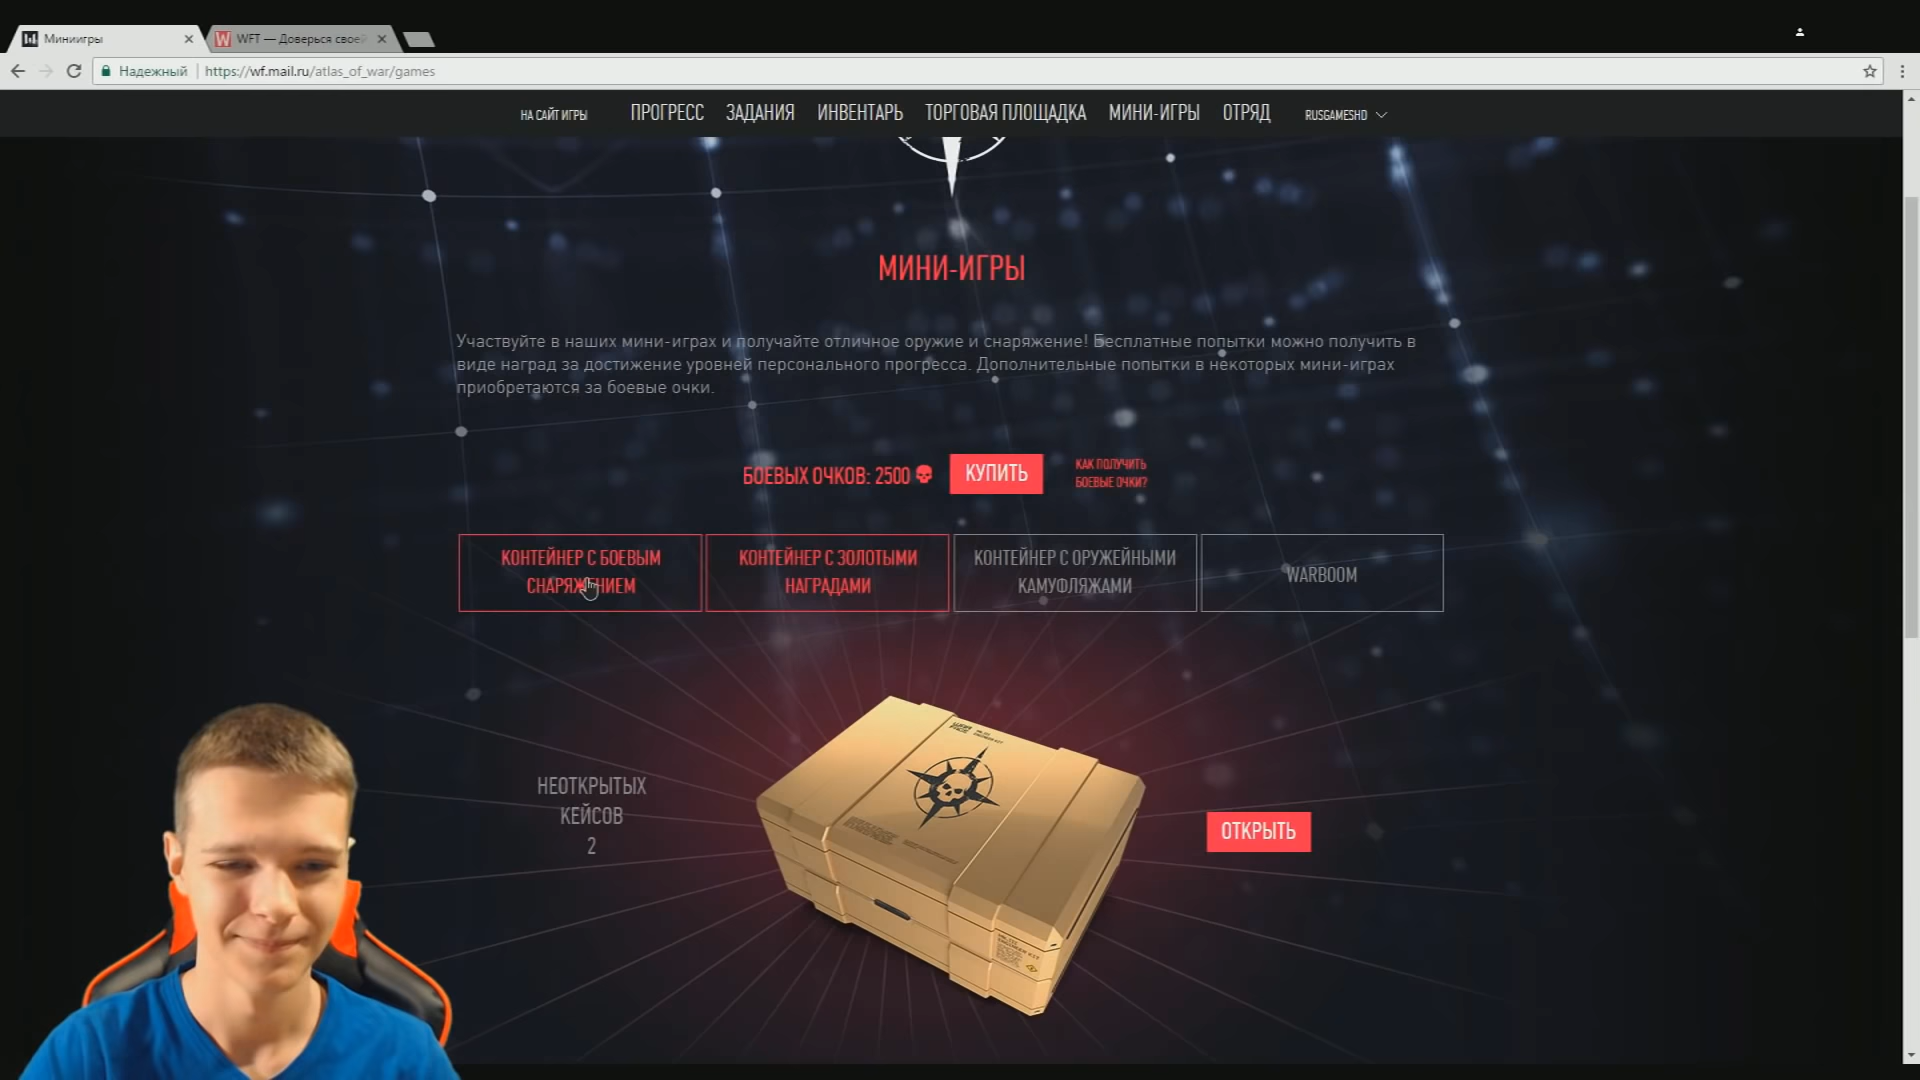 Миниигры
WFT — Доверься своей
Надежный
https://wf.mail.ru/atlas_of_war/games
НА САЙТ ИГРЫ
ПРОГРЕСС
ЗАДАНИЯ
ИНВЕНТАРЬ
ТОРГОВАЯ ПЛОЩАДКА
МИНИ-ИГРЫ
ОТРЯД
RUSGAMESHD
МИНИ-ИГРЫ
Участвуйте в наших мини-играх и получайте отличное оружие и снаряжение! Бесплатные попытки можно получить в
виде наград за достижение уровней персонального прогресса. Дополнительные попытки в некоторых мини-играх
приобретаются за боевые очки.
БОЕВЫХ ОЧКОВ: 2500
КУПИТЬ
КАК ПОЛУЧИТЬ
БОЕВЫЕ ОЧКИ?
КОНТЕЙНЕР С БОЕВЫМ
СНАРЯЖЕНИЕМ
КОНТЕЙНЕР С ЗОЛОТЫМИ
НАГРАДАМИ
КОНТЕЙНЕР С ОРУЖЕЙНЫМИ
КАМУФЛЯЖАМИ
WARBOOM
НЕОТКРЫТЫХ
КЕЙСОВ
2
ОТКРЫТЬ